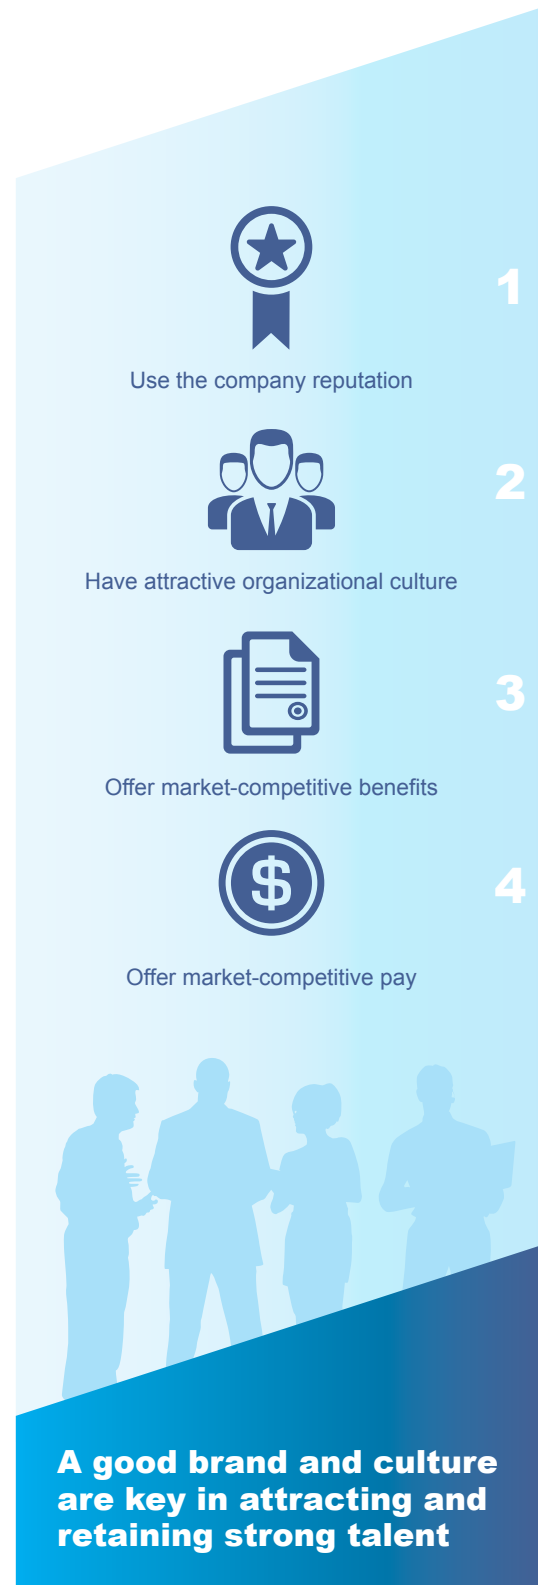 1
Use the company reputation
2
Have attractive organizational culture
3
Offer market-competitive benefits
$
4
Offer market-competitive pay
A good brand and culture
are key in attracting and
retaining strong talent